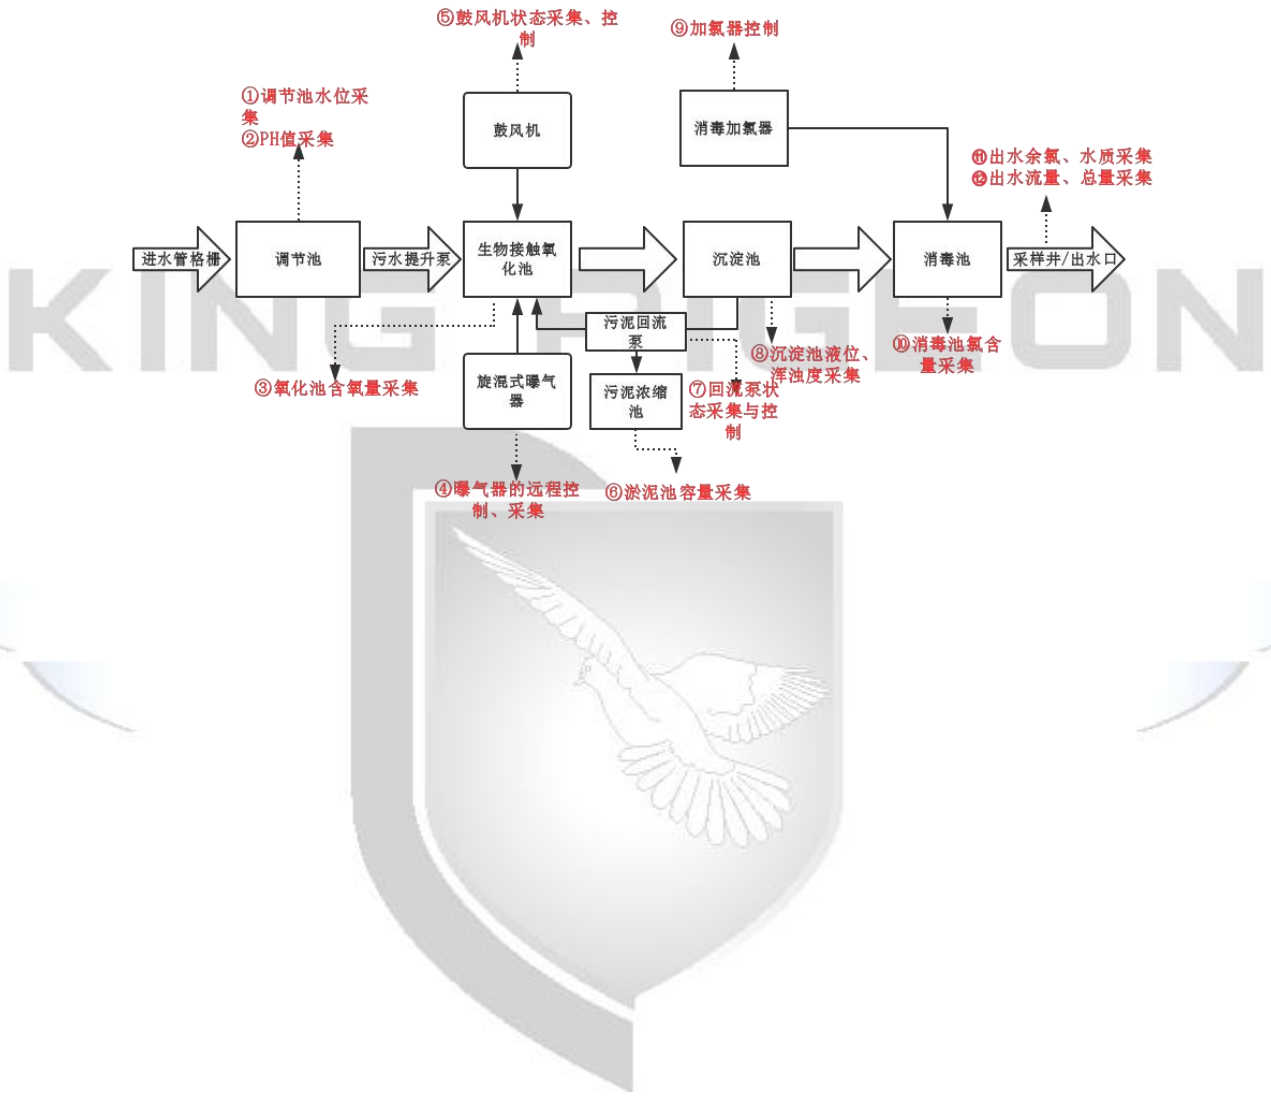 ⑤鼓风机状态采集、控
制
⑨加氯器控制
①调节池水位采
集
②PH值采集
鼓风机
消毒加氯器
⑪出水余氯、水质采集
⑫出水流量、总量采集
进水管格栅
调节池
污水提升泵
生物接触氧
化池
沉淀池
消毒池
采样井/出水口
KING PIGEON
污泥回流
泵
③氧化池含氧量采集
旋混式曝气
器
污泥浓缩
池
⑦回流泵状
态采集与控
制
⑧沉淀池液位、
浑浊度采集
⑩消毒池氯含
量采集
④曝气器的远程控
制、采集
⑥淤泥池容量采集